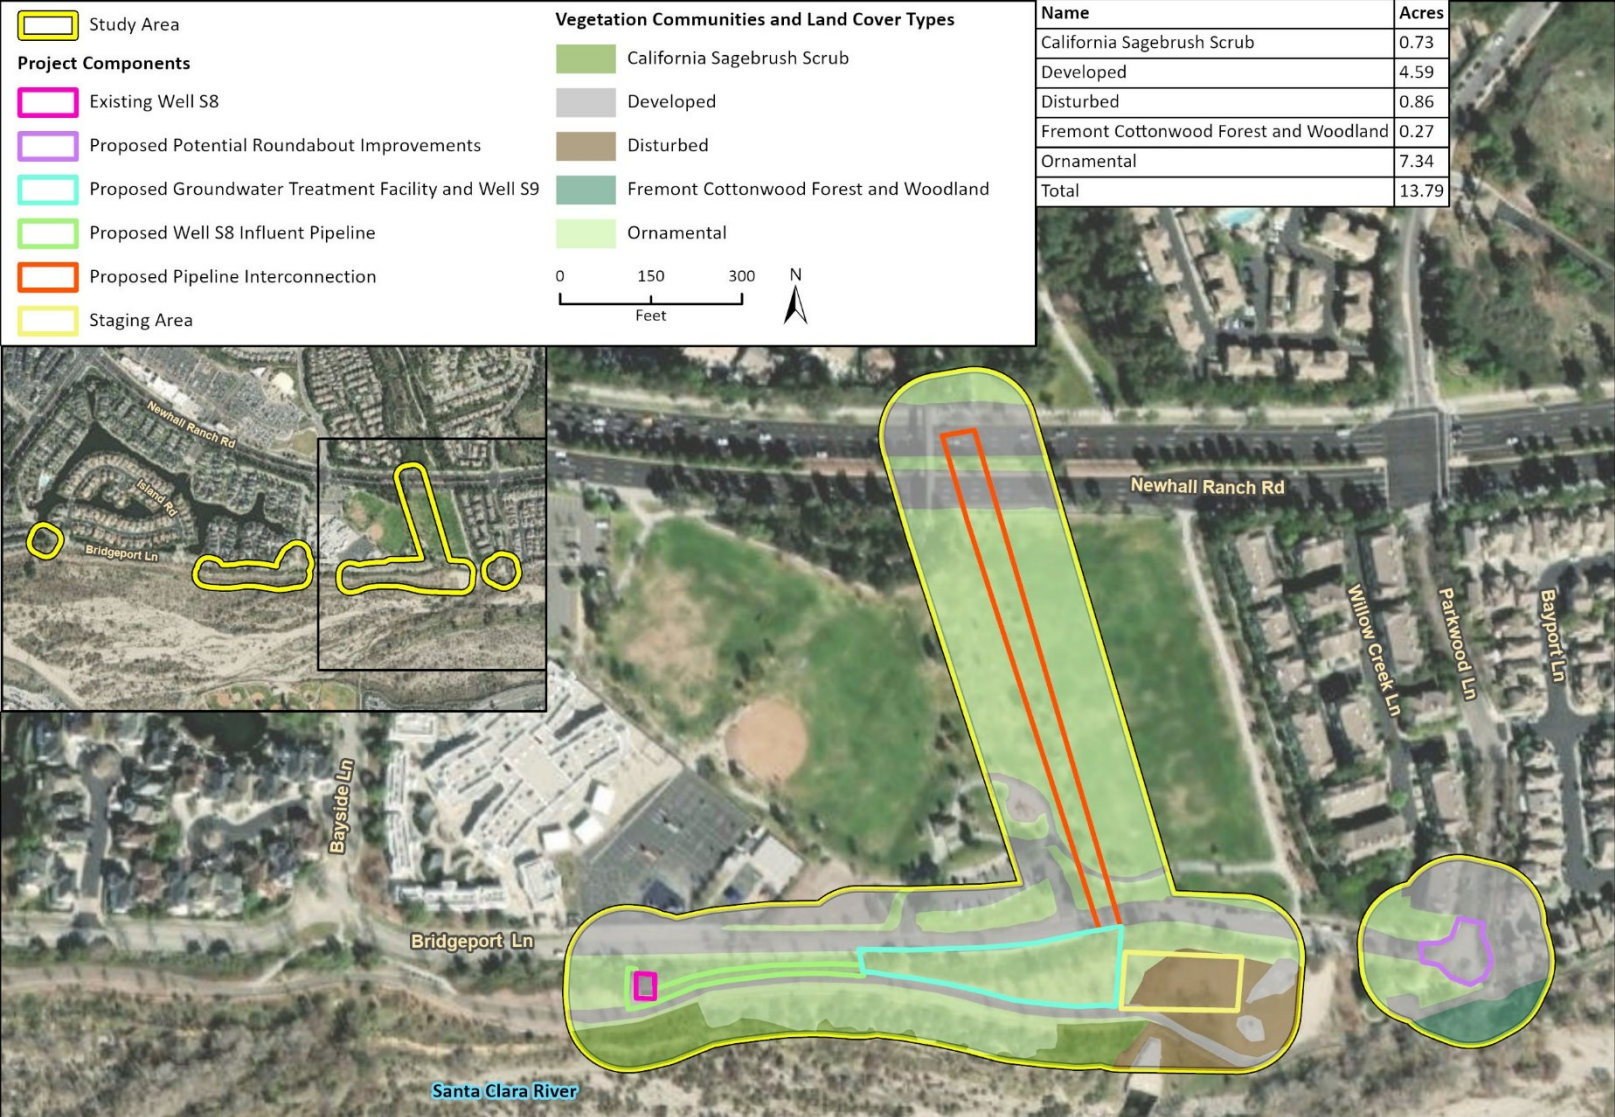 Study Area
Project Components
Existing Well S8
Proposed Potential Roundabout Improvements
Proposed Groundwater Treatment Facility and Well S9
Proposed Well S8 Influent Pipeline
Proposed Pipeline Interconnection
Staging Area
Vegetation Communities and Land Cover Types
California Sagebrush Scrub
Developed
Disturbed
Fremont Cottonwood Forest and Woodland
Ornamental
0 150 300
Feet
N
Name Acres
California Sagebrush Scrub 0.73
Developed 4.59
Disturbed 0.86
Fremont Cottonwood Forest and Woodland 0.27
Ornamental 7.34
Total 13.79
Newhall Ranch Rd
Island Rd
Bridgeport Ln
Newhall Ranch Rd
Willow Creek Ln
Parkwood Ln
Bayport Ln
Bayside Ln
Bridgeport Ln
Santa Clara River